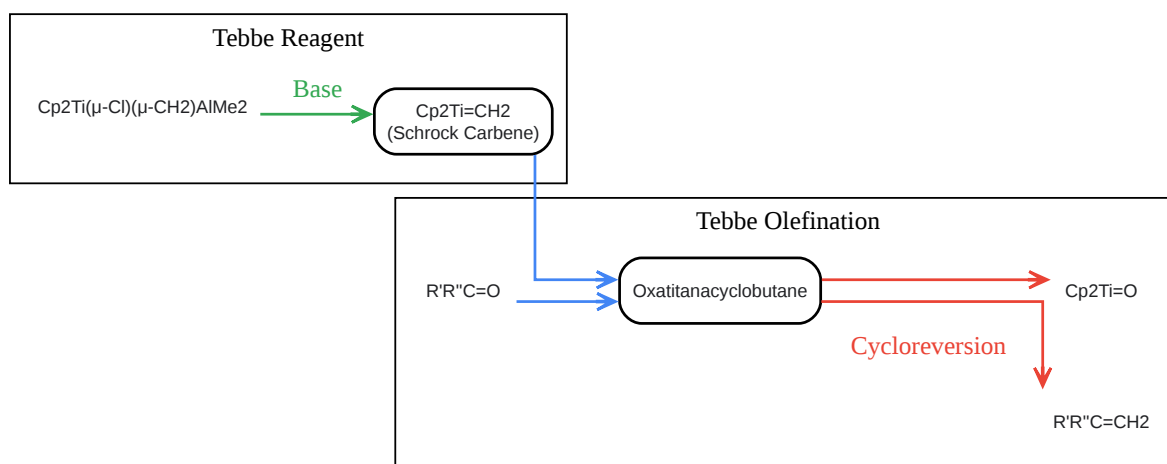 Tebbe Reagent
Cp2Ti(μ-Cl)(μ-CH2)AlMe2
Base
Cp2Ti=CH2
(Schrock Carbene)
Tebbe Olefination
R'R"C=O
Oxatitanacyclobutane
Cp2Ti=O
Cycloreversion
R'R"C=CH2